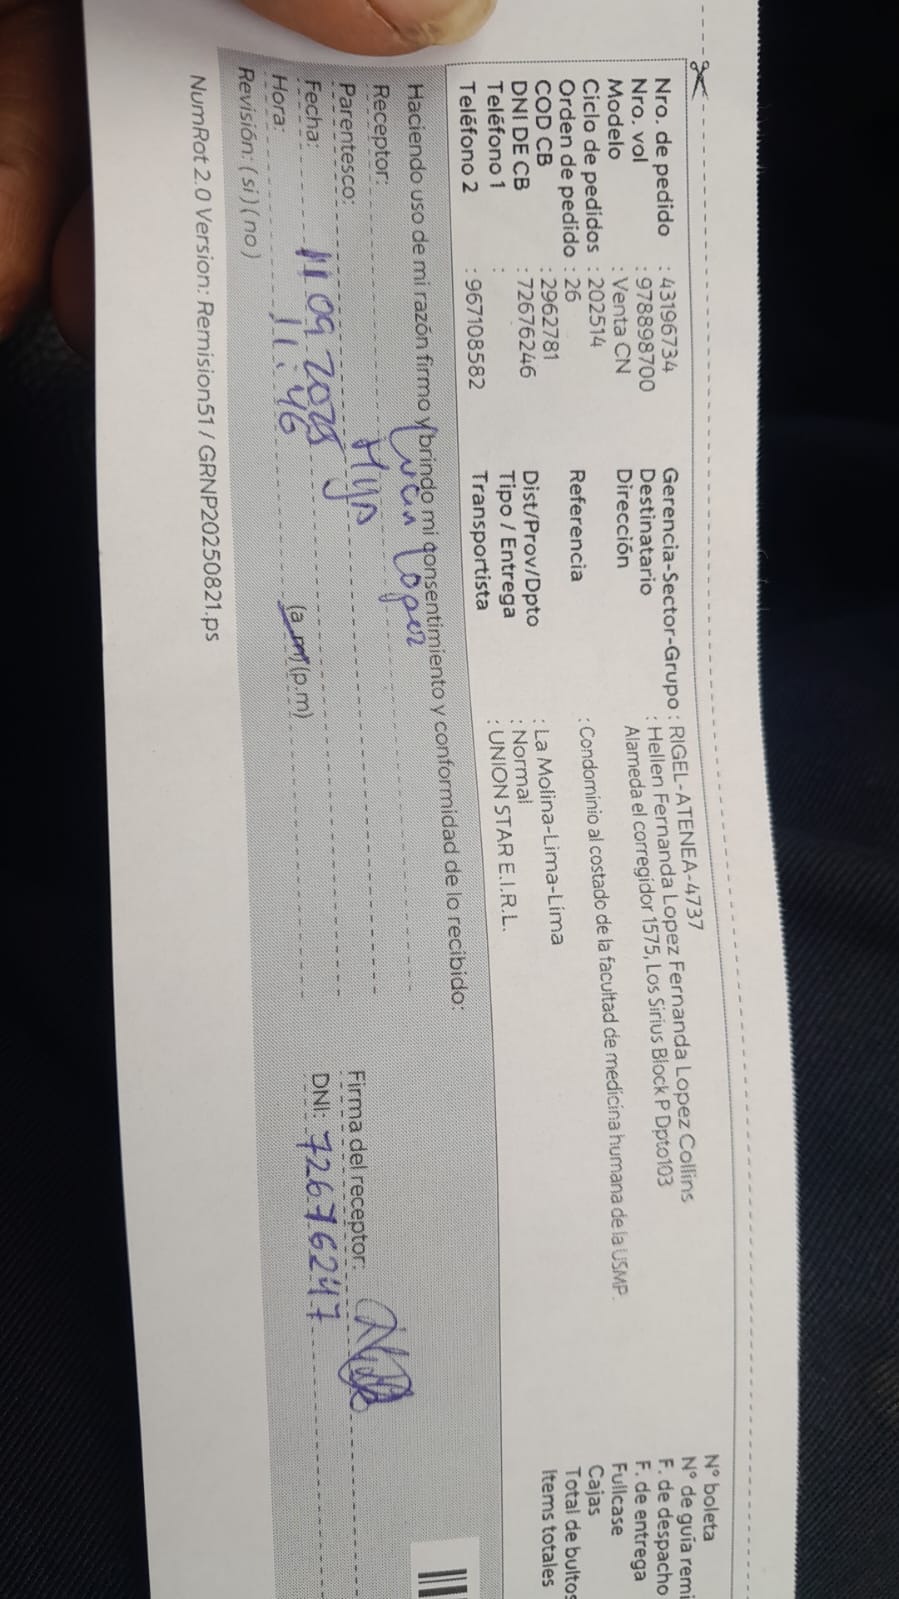 Nro. de pedido : 43196734
Nro. vol : 9788898700
Modelo : Venta CN
Ciclo de pedidos : 202514
Orden de pedido : 26
COD CB : 2962781
DNI DE CB : 72676246
Teléfono 1 :
Teléfono 2 : 967108582
Gerencia-Sector-Grupo : RIGEL-ATENEA-4737
Destinatario : Hellen Fernanda Lopez Fernanda Lopez Collins
Dirección Alameda el corregidor 1575, Los Sirius Block P Dpto103
Referencia : Condominio al costado de la facultad de medicina humana de la USMP.
Dist/Prov/Dpto : La Molina-Lima-Lima
Tipo / Entrega : Normal
Transportista : UNION STAR E.I.R.L.
N° boleta
N° de guía remi
F. de despacho
F. de entrega
Fullcase
Cajas
Total de bultos
Items totales
Haciendo uso de mi razón firmo y brindo mi consentimiento y conformidad de lo recibido:
Receptor: Lopez
Parentesco:
Fecha: 11 09 2025
Hora: 11:46 (a.m) (p.m)
Revisión: (si) (no)
Firma del receptor:
DNI: 72676247
NumRot 2.0 Version: Remision51 / GRNP20250821.ps